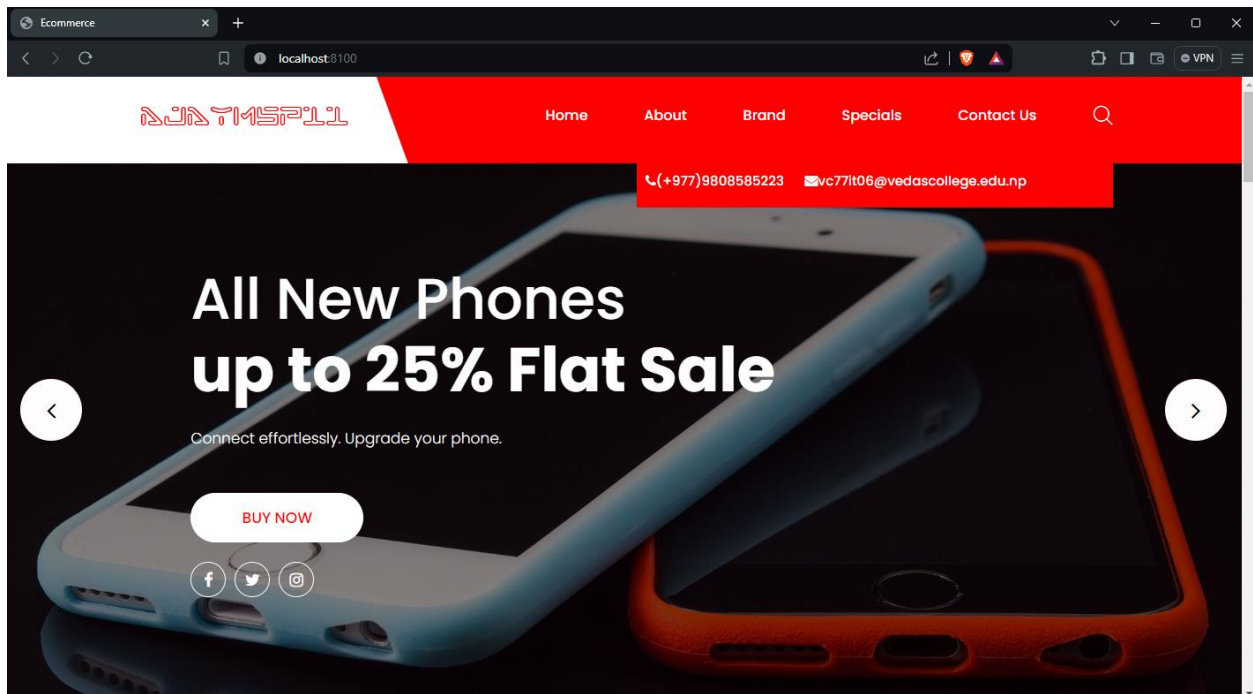 Ecommerce
localhost:8100
VPN
Home About Brand Specials Contact Us
(+977)9808585223 vc77it06@vedascollege.edu.np
All New Phones
up to 25% Flat Sale
Connect effortlessly. Upgrade your phone.
BUY NOW